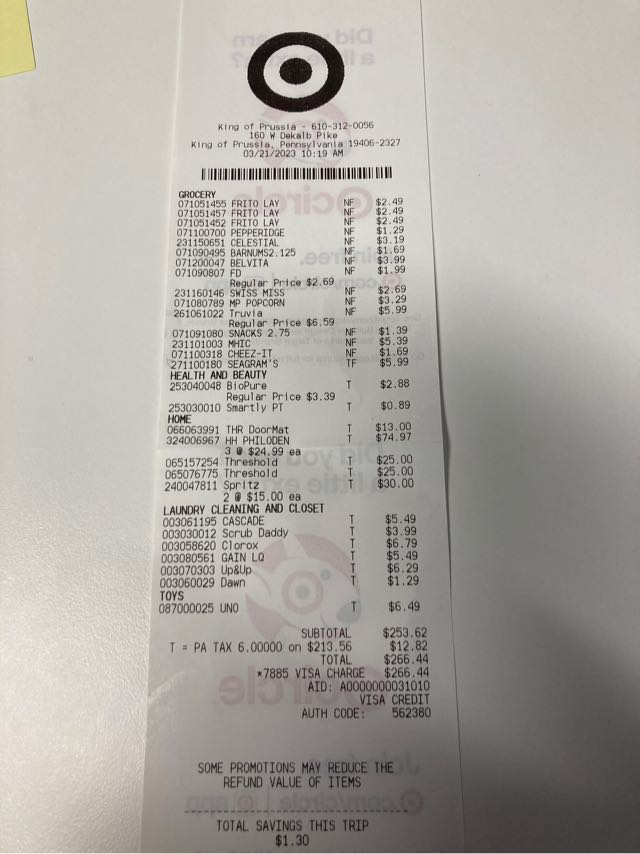 King of Prussia - 610-312-0056
160 W Dekalb Pike
King of Prussia, Pennsylvania 19406-2327
03/21/2023 10:19 AM
GROCERY
071051455 FRITO LAY NF $2.49
071051457 FRITO LAY NF $2.49
071051452 FRITO LAY NF $2.49
071100700 PEPPERIDGE NF $1.29
231150651 CELESTIAL NF $3.19
071090495 BARNUMS2.125 NF $1.69
071200047 BELVITA NF $3.99
071090807 FD NF $1.99
Regular Price $2.69
231160146 SWISS MISS NF $2.69
071080789 MP POPCORN NF $3.29
261061022 Truvia NF $5.99
Regular Price $6.59
071091080 SNACKS 2.75 NF $1.39
231101003 MHIC NF $5.39
071100318 CHEEZ-IT NF $1.69
271100180 SEAGRAM'S TF $5.99
HEALTH AND BEAUTY
253040048 BioPure T $2.88
Regular Price $3.39
253030010 Smartly PT T $0.89
HOME
066063991 THR DoorMat T $13.00
324006967 HH PHILODEN T $74.97
3 @ $24.99 ea
065157254 Threshold T $25.00
065076775 Threshold T $25.00
240047811 Spritz T $30.00
2 @ $15.00 ea
LAUNDRY CLEANING AND CLOSET
003061195 CASCADE T $5.49
003030012 Scrub Daddy T $3.99
003058620 Clorox T $6.79
003080561 GAIN LQ T $5.49
003070303 Up&Up T $6.29
003060029 Dawn T $1.29
TOYS
087000025 UNO T $6.49
SUBTOTAL $253.62
T = PA TAX 6.00000 on $213.56 $12.82
TOTAL $266.44
*7885 VISA CHARGE $266.44
AID: A0000000031010
VISA CREDIT
AUTH CODE: 562380
SOME PROMOTIONS MAY REDUCE THE
REFUND VALUE OF ITEMS
TOTAL SAVINGS THIS TRIP
$1.30